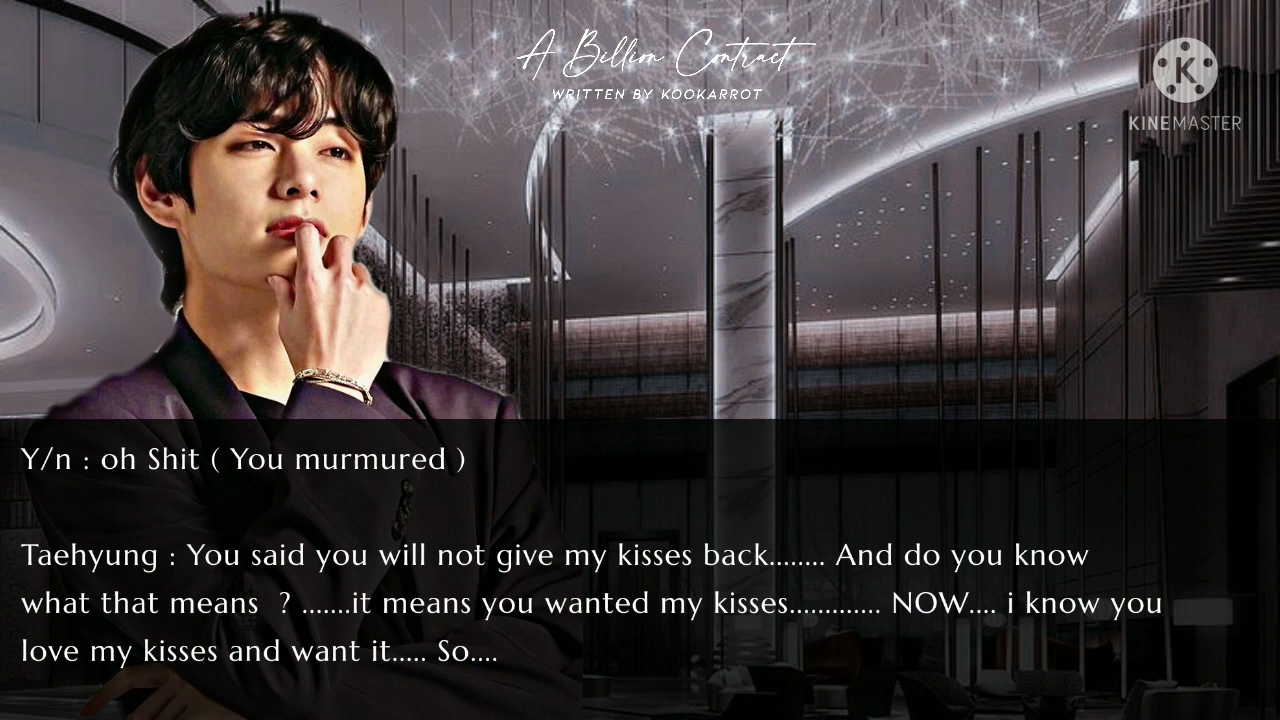 A Billion Contract
WRITTEN BY KOOKARROT
K
KINEMASTER
Y/n : oh Shit ( You murmured )
Taehyung : You said you will not give my kisses back........ And do you know
what that means  ? .......it means you wanted my kisses............. NOW.... i know you
love my kisses and want it..... So....